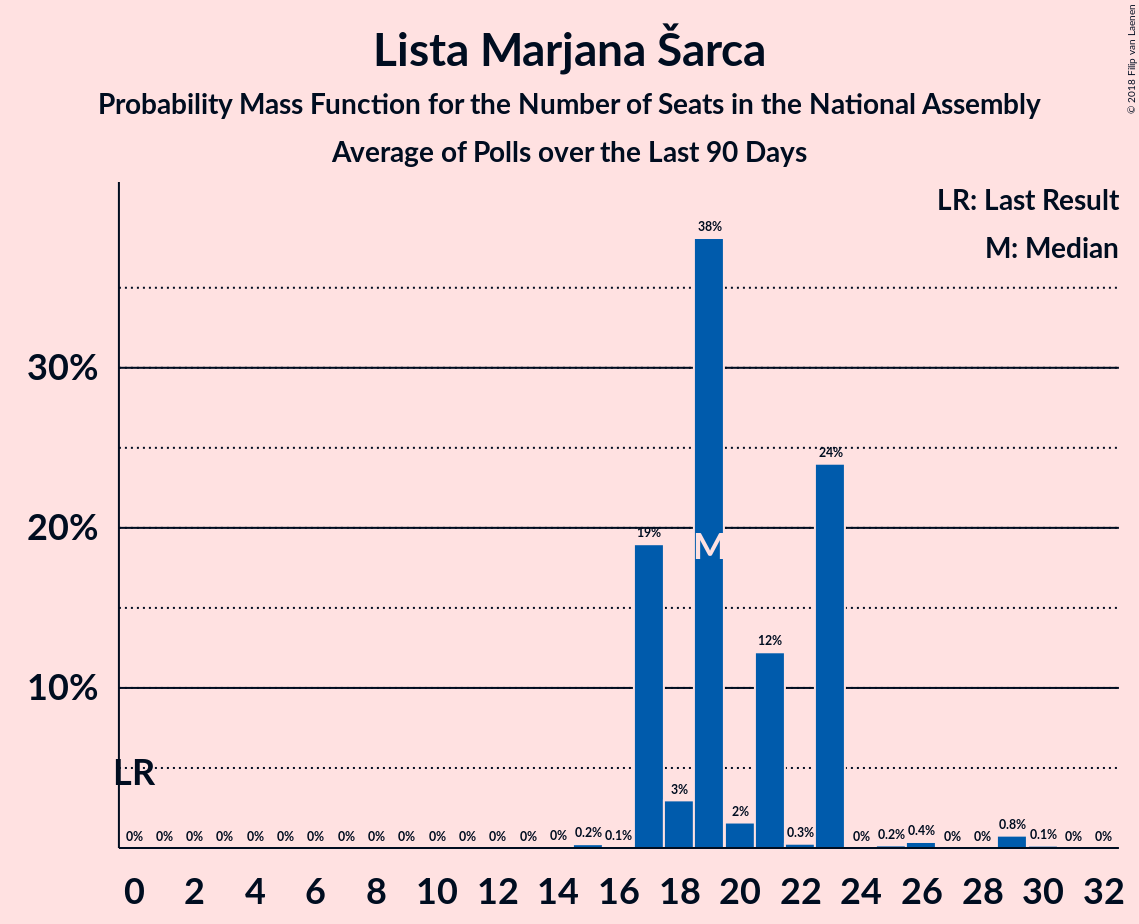 Lista Marjana Šarca
Probability Mass Function for the Number of Seats in the National Assembly
Average of Polls over the Last 90 Days
© 2018 Filip van Laenen
LR: Last Result
M: Median
30%
20%
10%
38%
24%
19%
M
12%
LR
3%
2%
0% 0% 0% 0% 0% 0% 0% 0% 0% 0% 0% 0% 0% 0% 0 0.2% 0.1% 0.3% 0% 0.2% 0.4% 0% 0% 0.8% 0.1% 0% 0%
0 2 4 6 8 10 12 14 16 18 20 22 24 26 28 30 32